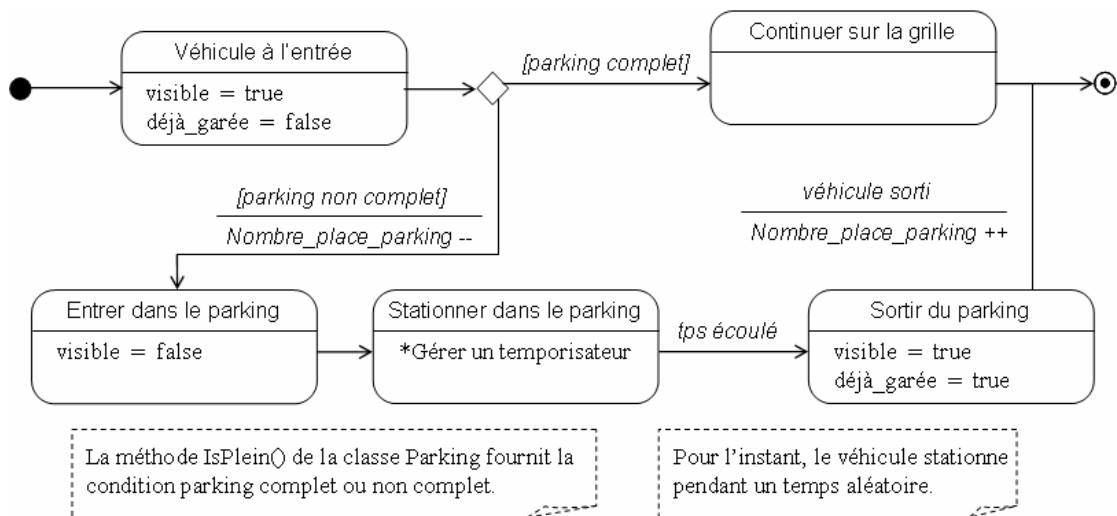 Véhicule à l'entrée
visible = true
déjà_garée = false
[parking complet]
Continuer sur la grille
[parking non complet]
Nombre_place_parking --
véhicule sorti
Nombre_place_parking ++
Entrer dans le parking
visible = false
Stationner dans le parking
*Gérer un temporisateur
tps écoulé
Sortir du parking
visible = true
déjà_garée = true
La méthode IsPlein() de la classe Parking fournit la
condition parking complet ou non complet.
Pour l'instant, le véhicule stationne
pendant un temps aléatoire.